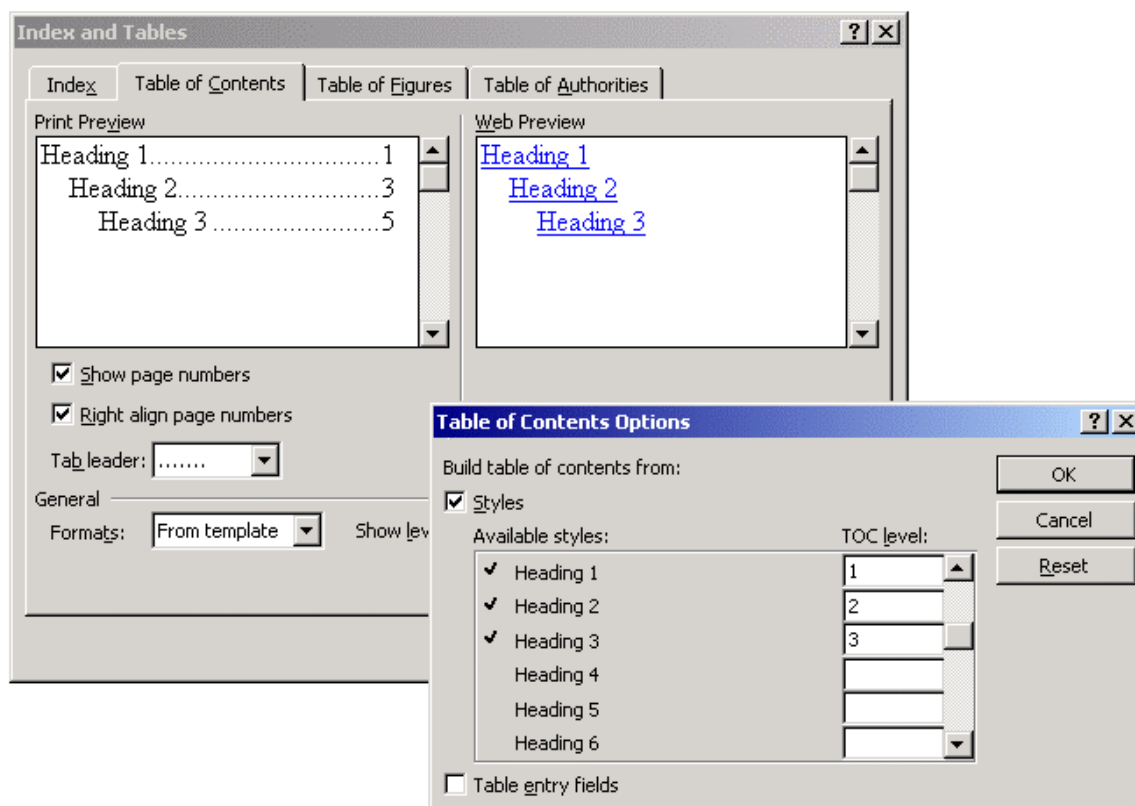 Index and Tables
Index Table of Contents Table of Figures Table of Authorities
Print Preview
Heading 1..................................1
Heading 2..............................3
Heading 3.........................5
Web Preview
Heading 1
Heading 2
Heading 3
Show page numbers
Right align page numbers
Tab leader: .......
General
Formats: From template Show lev
Table of Contents Options
Build table of contents from:
Styles
Available styles: TOC level:
Heading 1 1
Heading 2 2
Heading 3 3
Heading 4
Heading 5
Heading 6
Table entry fields
OK
Cancel
Reset